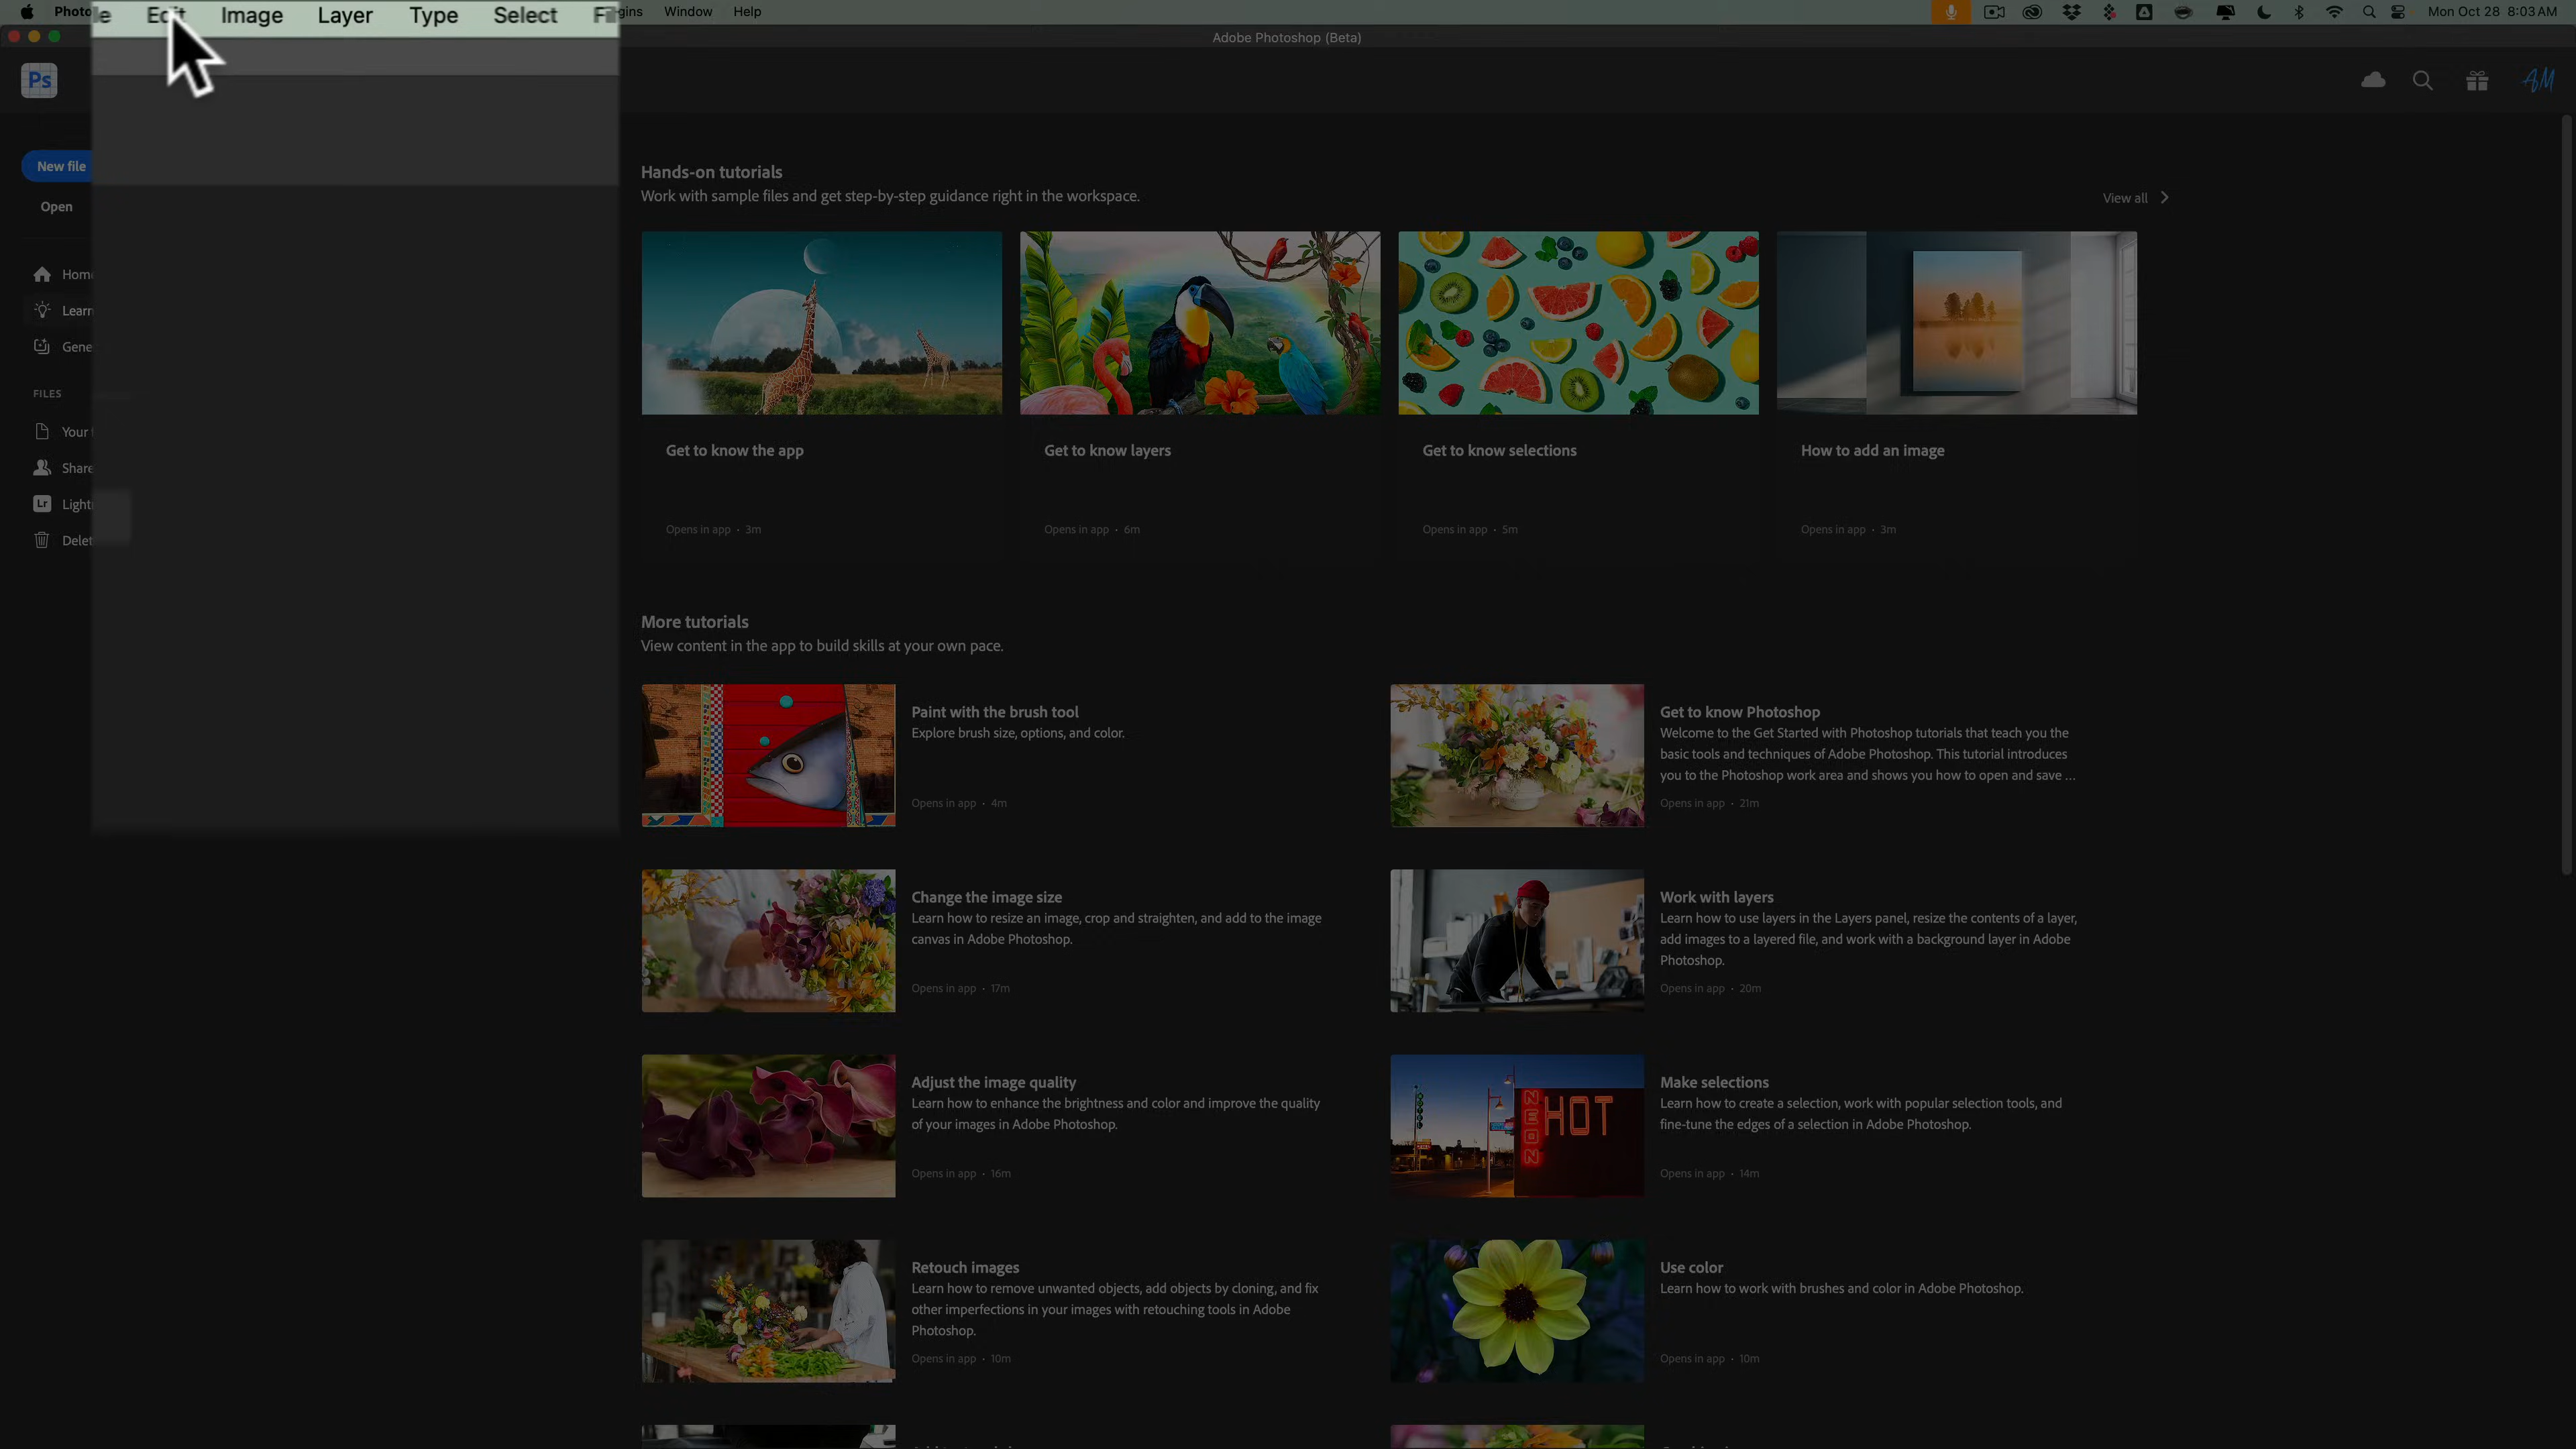 Edit Image Layer Type Select Window Help Mon Oct 28 8:03 AM
Adobe Photoshop (Beta)
Ps
New file
Open
Home
Learn
FILES
Your
Lr
Hands-on tutorials
Work with sample files and get step-by-step guidance right in the workspace.
View all
Get to know the app
Opens in app • 3m
Get to know layers
Opens in app • 6m
Get to know selections
Opens in app • 5m
How to add an image
Opens in app • 3m
More tutorials
View content in the app to build skills at your own pace.
Paint with the brush tool
Explore brush size, options, and color.
Opens in app • 4m
Get to know Photoshop
Welcome to the Get Started with Photoshop tutorials that teach you the
basic tools and techniques of Adobe Photoshop. This tutorial introduces
you to the Photoshop work area and shows you how to open and save ...
Opens in app • 21m
Change the image size
Learn how to resize an image, crop and straighten, and add to the image
canvas in Adobe Photoshop.
Opens in app • 17m
Work with layers
Learn how to use layers in the Layers panel, resize the contents of a layer,
add images to a layered file, and work with a background layer in Adobe
Photoshop.
Opens in app • 20m
Adjust the image quality
Learn how to enhance the brightness and color and improve the quality
of your images in Adobe Photoshop.
Opens in app • 16m
NEON
HOT
Make selections
Learn how to create a selection, work with popular selection tools, and
fine-tune the edges of a selection in Adobe Photoshop.
Opens in app • 14m
Retouch images
Learn how to remove unwanted objects, add objects by cloning, and fix
other imperfections in your images with retouching tools in Adobe
Photoshop.
Opens in app • 10m
Use color
Learn how to work with brushes and color in Adobe Photoshop.
Opens in app • 10m